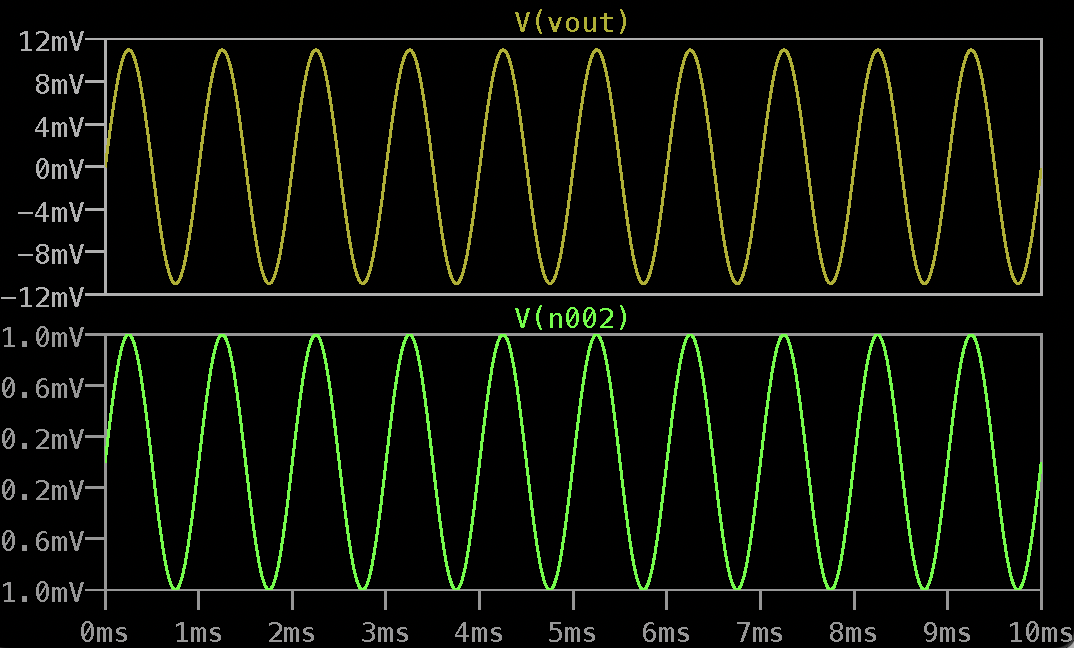 V(vout)
12mV
8mV
4mV
0mV
−4mV
−8mV
−12mV
V(n002)
1.0mV
0.6mV
0.2mV
0.2mV
0.6mV
1.0mV
0ms 1ms 2ms 3ms 4ms 5ms 6ms 7ms 8ms 9ms 10ms